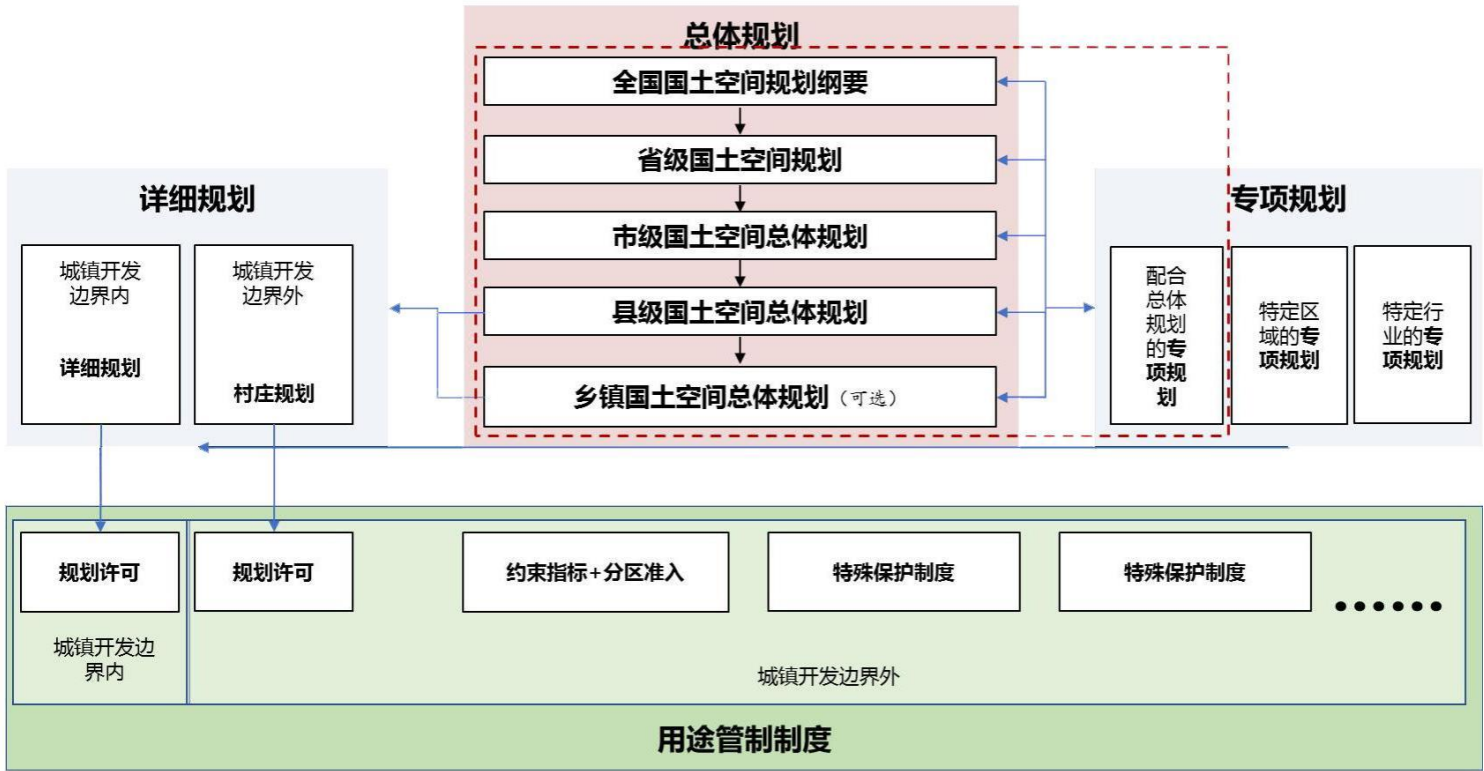 总体规划
全国国土空间规划纲要
省级国土空间规划
市级国土空间总体规划
县级国土空间总体规划
乡镇国土空间总体规划（可选）
详细规划
城镇开发
边界内
详细规划
城镇开发
边界外
村庄规划
专项规划
配合
总体
规划
的专
项规
划
特定区
域的专
项规划
特定行
业的专
项规划
规划许可
规划许可
约束指标+分区准入
特殊保护制度
特殊保护制度
••••••
城镇开发边
界内
城镇开发边界外
用途管制制度